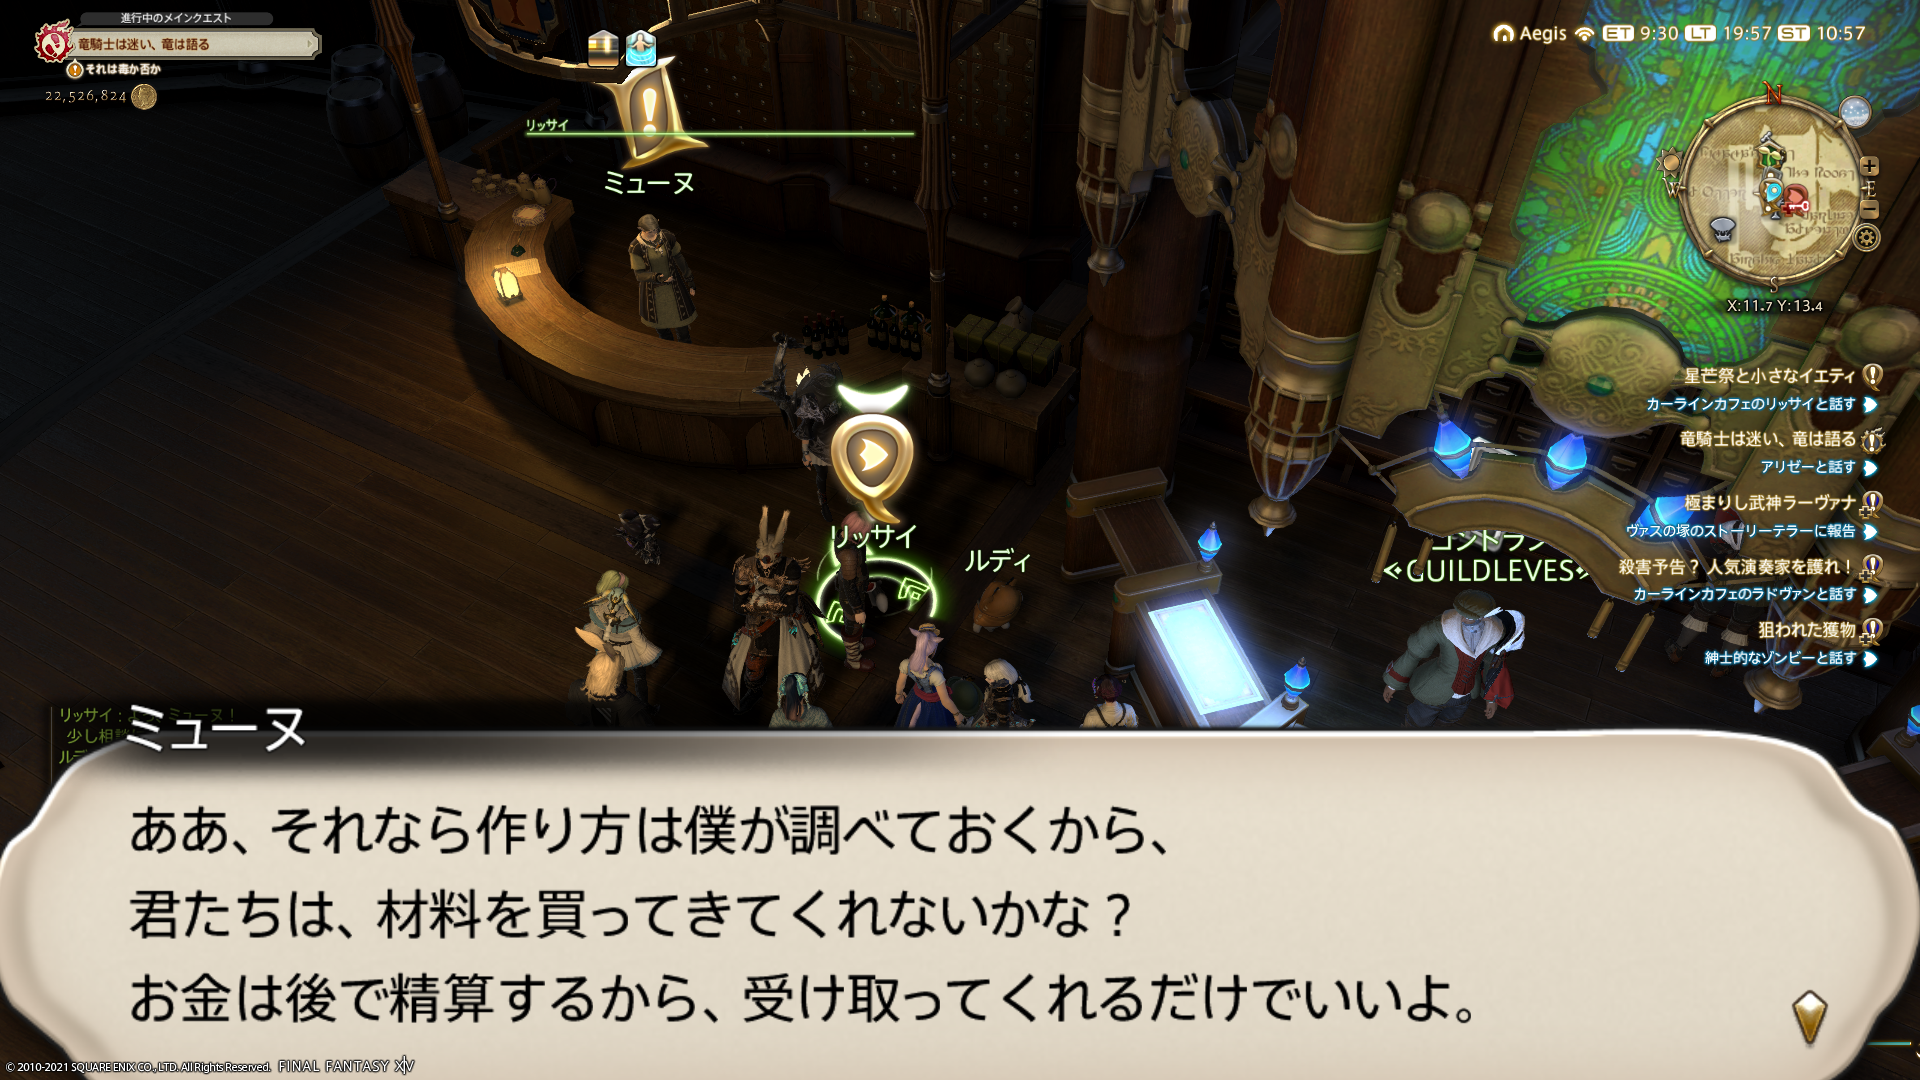 進行中のメインクエスト
竜騎士は迷い、竜は語る
それは毒か否か
22,526,824
Aegis ET 9:30 LT 19:57 ST 10:57
N
W
E
S
X:11.7 Y:13.4
リッサイ
ミューヌ
リッサイ
ルディ
<GUILDLEVES>
星芒祭と小さなイエティ
カーラインカフェのリッサイと話す
竜騎士は迷い、竜は語る
アリゼーと話す
極まりし武神ラーヴァナ
ヴァスの塚のストーリーテラーに報告
殺害予告？ 人気演奏家を護れ！
カーラインカフェのラドヴァンと話す
狙われた獲物
紳士的なゾンビーと話す
リッサイ：
ミューヌ！
少し相
ミューヌ
ああ、それなら作り方は僕が調べておくから、
君たちは、材料を買ってきてくれないかな？
お金は後で精算するから、受け取ってくれるだけでいいよ。
© 2010-2021 SQUARE ENIX CO., LTD. All Rights Reserved. FINAL FANTASY XIV